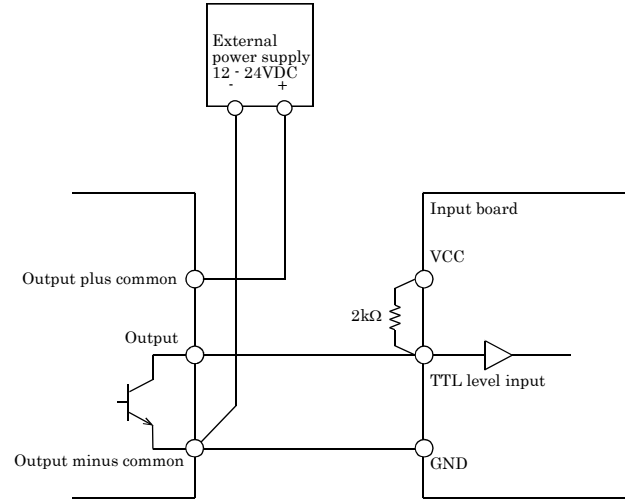 External
power supply
12 - 24VDC
- +
Input board
VCC
Output plus common
2kΩ
Output
TTL level input
Output minus common
GND